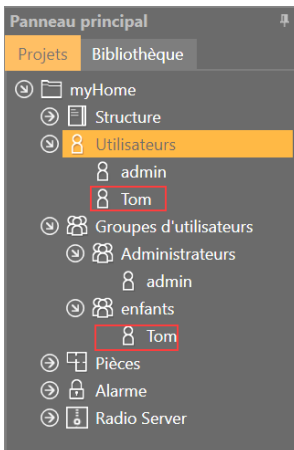 Panneau principal
Projets Bibliothèque
myHome
Structure
Utilisateurs
admin
Tom
Groupes d'utilisateurs
Administrateurs
admin
enfants
Tom
Pièces
Alarme
Radio Server